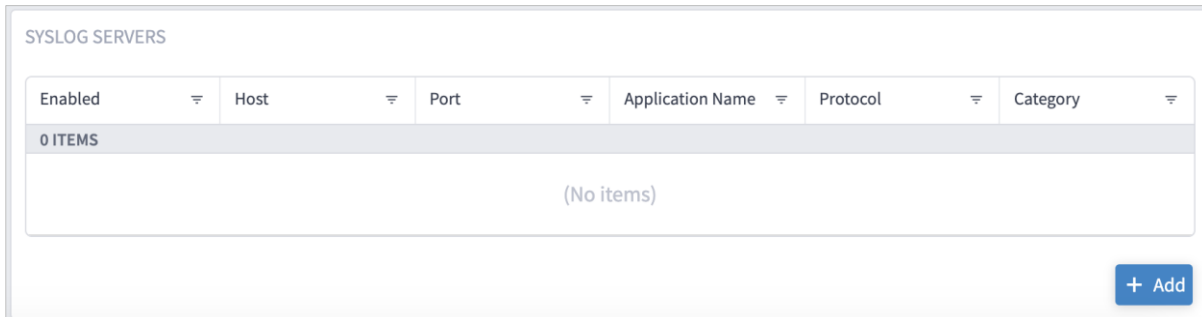 SYSLOG SERVERS
Enabled Host Port Application Name Protocol Category
0 ITEMS
(No items)
+ Add